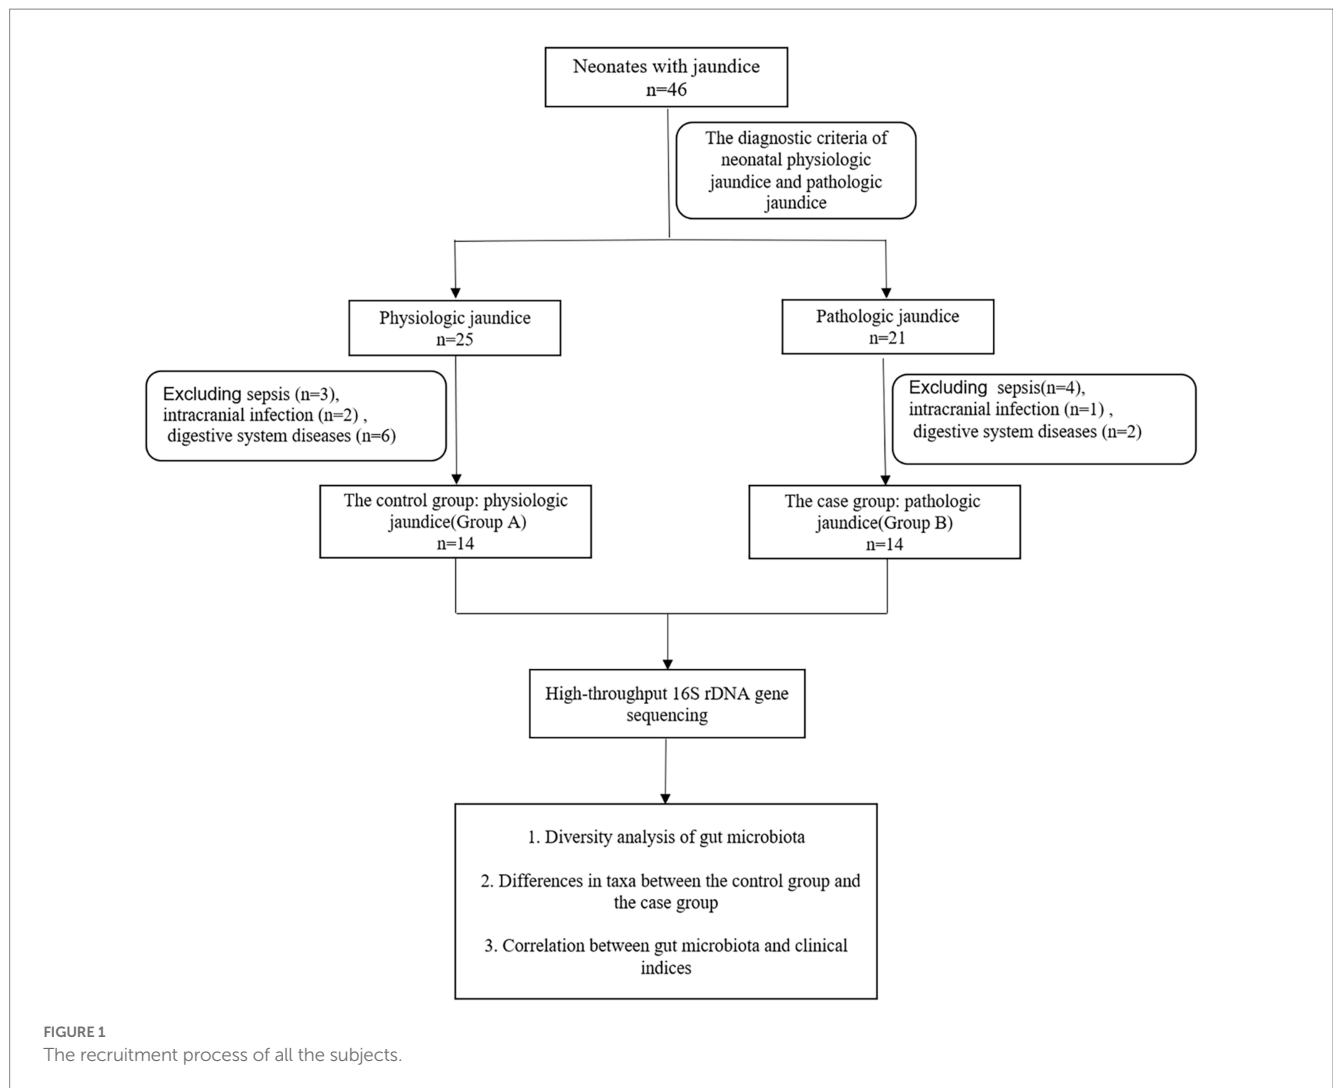 Neonates with jaundice
n=46
The diagnostic criteria of
neonatal physiologic
jaundice and pathologic
jaundice
Physiologic jaundice
n=25
Pathologic jaundice
n=21
Excluding sepsis (n=3),
intracranial infection (n=2) ,
digestive system diseases (n=6)
Excluding sepsis(n=4),
intracranial infection (n=1) ,
digestive system diseases (n=2)
The control group: physiologic
jaundice(Group A)
n=14
The case group: pathologic
jaundice(Group B)
n=14
High-throughput 16S rDNA gene
sequencing
1. Diversity analysis of gut microbiota
2. Differences in taxa between the control group and
the case group
3. Correlation between gut microbiota and clinical
indices
FIGURE 1
The recruitment process of all the subjects.